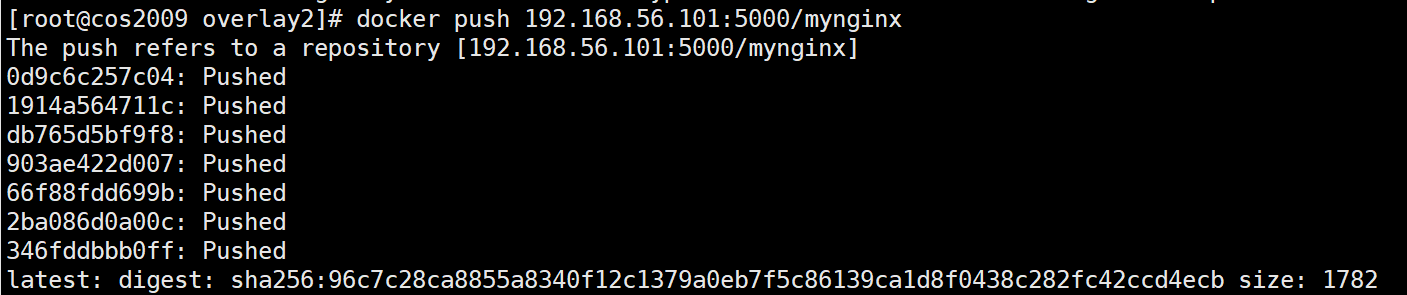 [root@cos2009 overlay2]# docker push 192.168.56.101:5000/mynginx
The push refers to a repository [192.168.56.101:5000/mynginx]
0d9c6c257c04: Pushed
1914a564711c: Pushed
db765d5bf9f8: Pushed
903ae422d007: Pushed
66f88fdd699b: Pushed
2ba086d0a00c: Pushed
346fddbbb0ff: Pushed
latest: digest: sha256:96c7c28ca8855a8340f12c1379a0eb7f5c86139ca1d8f0438c282fc42ccd4ecb size: 1782